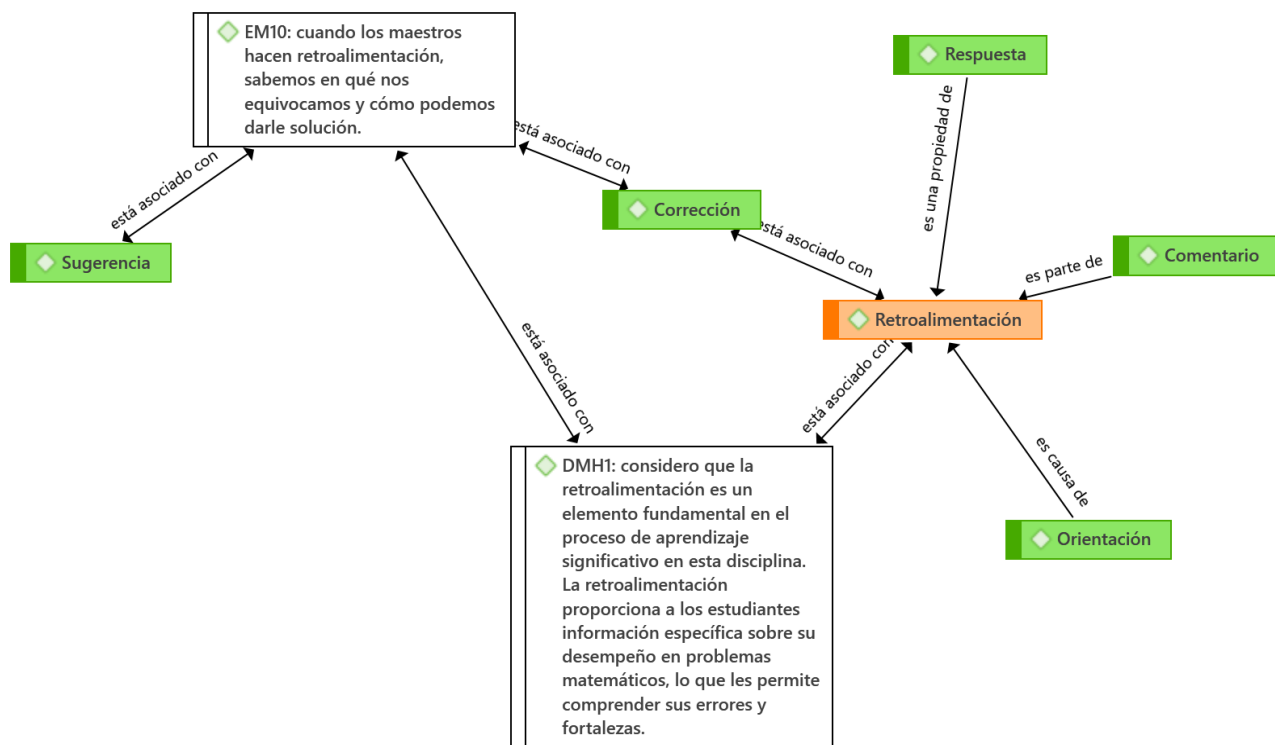 EM10: cuando los maestros
hacen retroalimentación,
sabemos en qué nos
equivocamos y cómo podemos
darle solución.
Respuesta
está asociado con
está asociado con
es una propiedad de
Corrección
Sugerencia
está asociado con
Comentario
es parte de
Retroalimentación
está asociado con
está asociado con
es causa de
DMH1: considero que la
retroalimentación es un
elemento fundamental en el
proceso de aprendizaje
significativo en esta disciplina.
La retroalimentación
proporciona a los estudiantes
información específica sobre su
desempeño en problemas
matemáticos, lo que les permite
comprender sus errores y
fortalezas.
Orientación